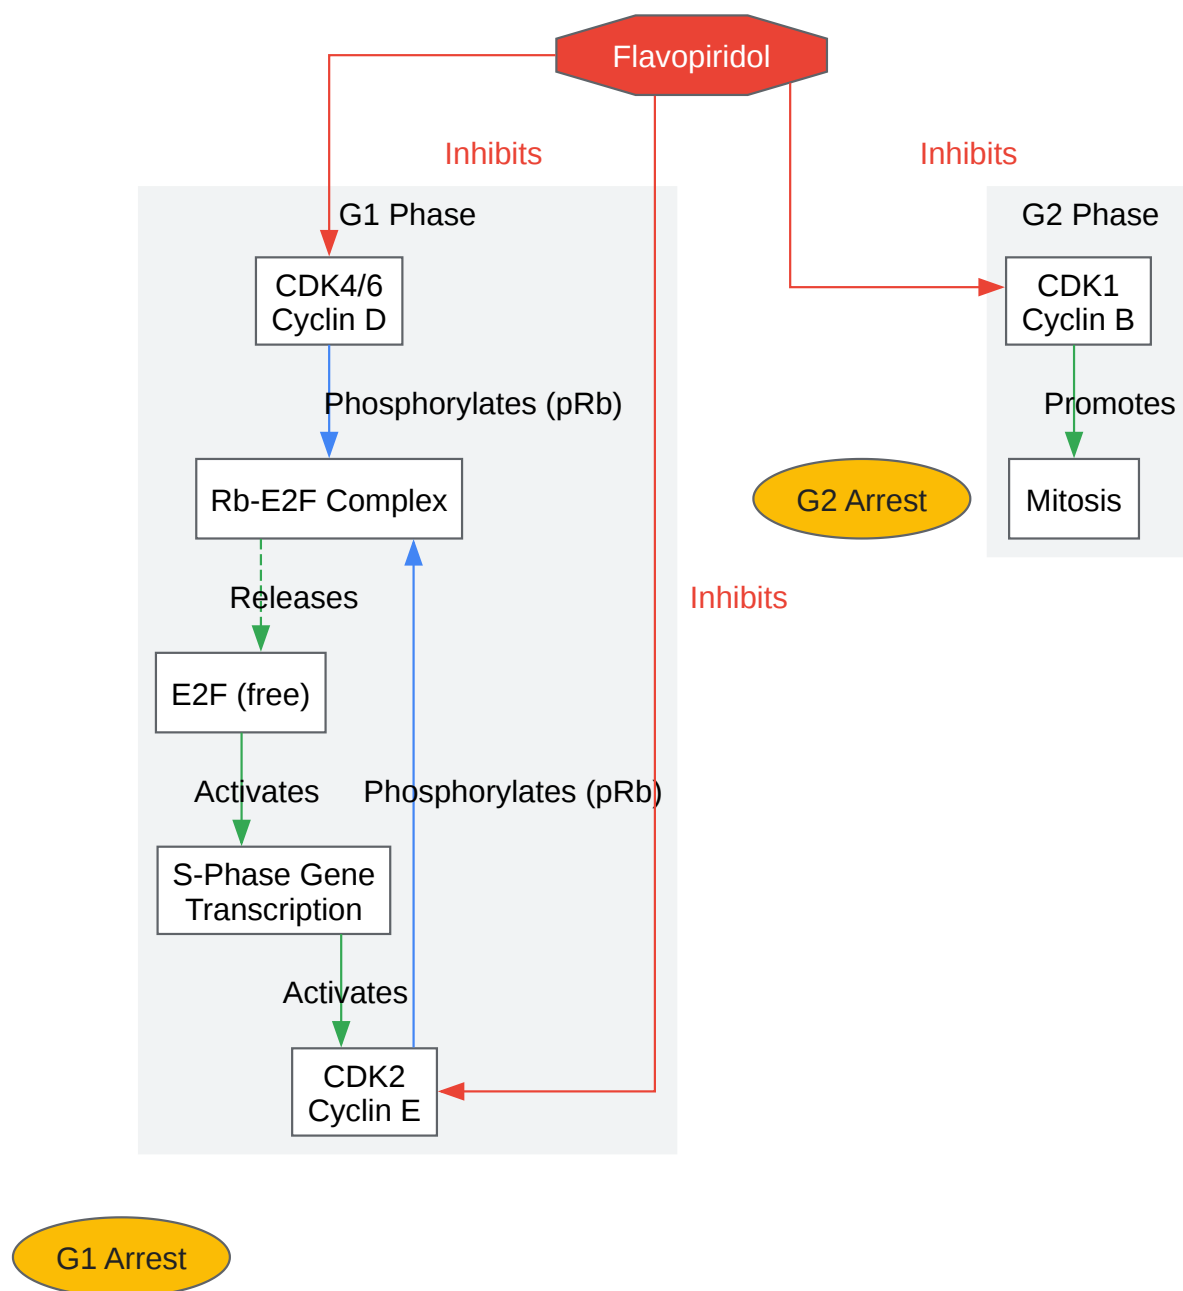 Flavopiridol
Inhibits
Inhibits
G1 Phase
G2 Phase
CDK4/6
Cyclin D
CDK1
Cyclin B
Phosphorylates (pRb)
Promotes
Rb-E2F Complex
G2 Arrest
Mitosis
Releases
Inhibits
E2F (free)
Activates
Phosphorylates (pRb)
S-Phase Gene
Transcription
Activates
CDK2
Cyclin E
G1 Arrest